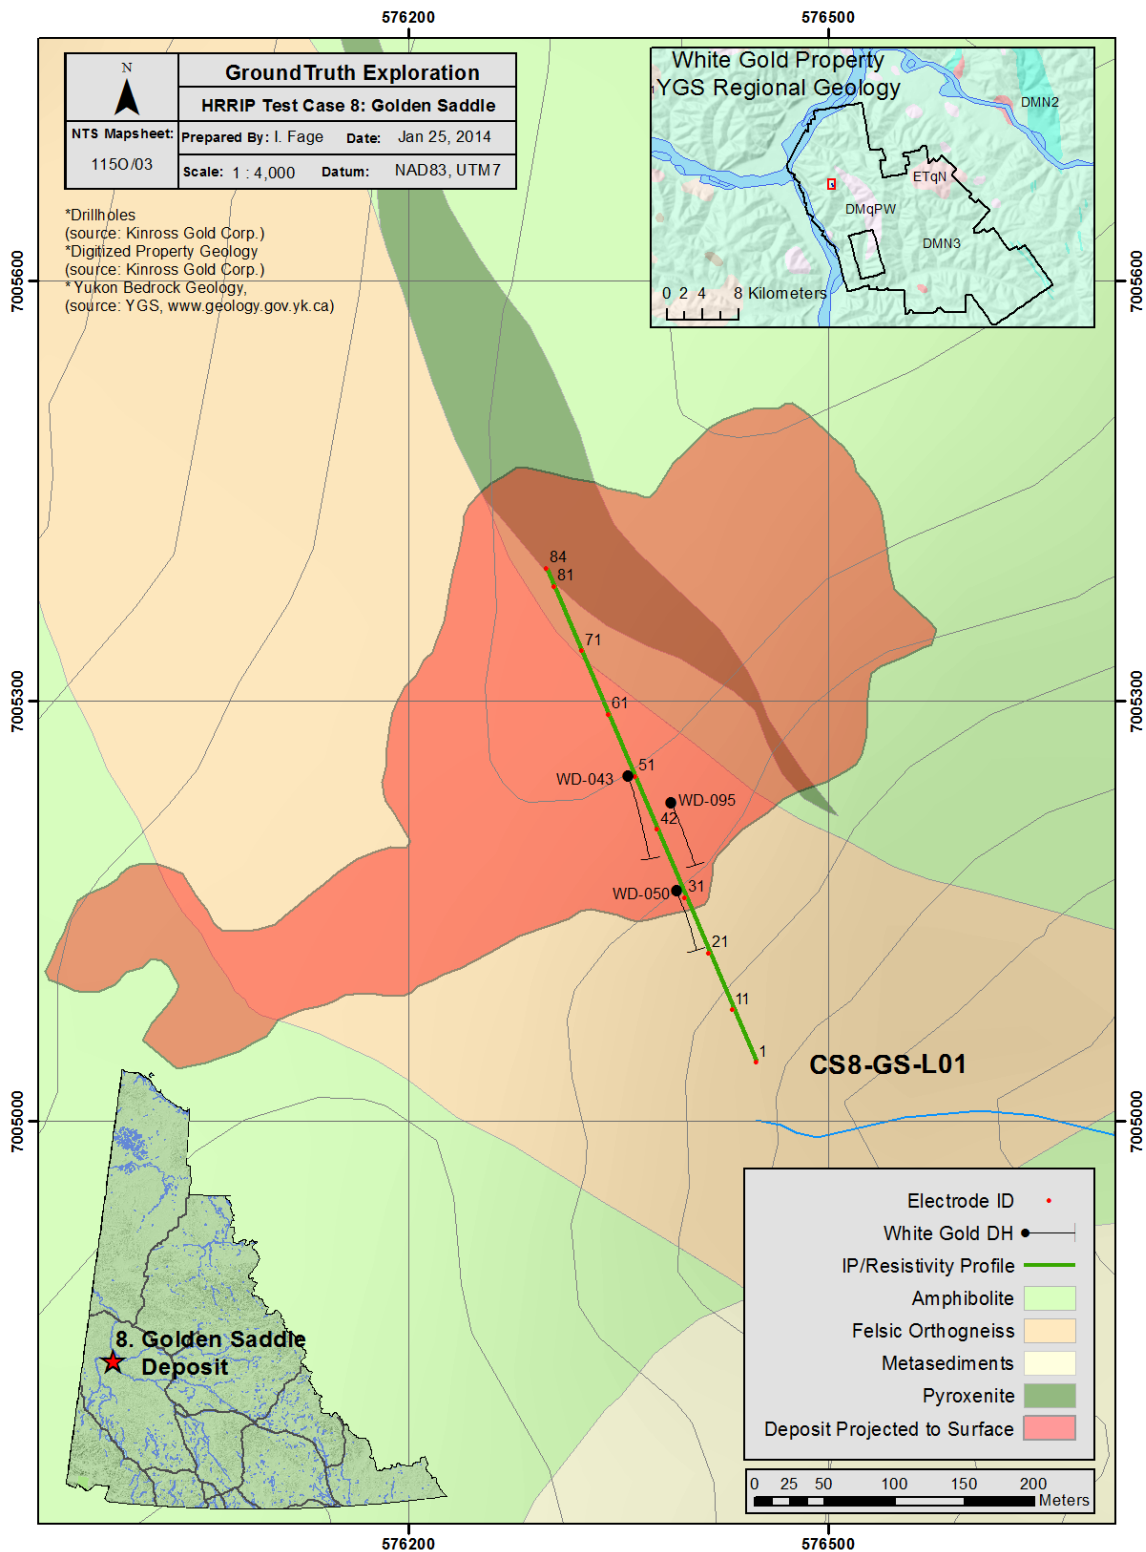 576200
576500
N
GroundTruth Exploration
HRRIP Test Case 8: Golden Saddle
NTS Mapsheet:
115O/03
Prepared By: I. Fage Date: Jan 25, 2014
Scale: 1 : 4,000 Datum: NAD83, UTM7
*Drillholes
(source: Kinross Gold Corp.)
*Digitized Property Geology
(source: Kinross Gold Corp.)
* Yukon Bedrock Geology,
(source: YGS, www.geology.gov.yk.ca)
White Gold Property
YGS Regional Geology
DMN2
ETqN
DMqPW
DMN3
0 2 4 8 Kilometers
7005600
7005600
84
81
71
61
7005300
7005300
51
WD-043
WD-095
42
31
WD-050
21
11
1
CS8-GS-L01
7005000
7005000
8. Golden Saddle
Deposit
Electrode ID
White Gold DH
IP/Resistivity Profile
Amphibolite
Felsic Orthogneiss
Metasediments
Pyroxenite
Deposit Projected to Surface
0 25 50 100 150 200
Meters
576200
576500